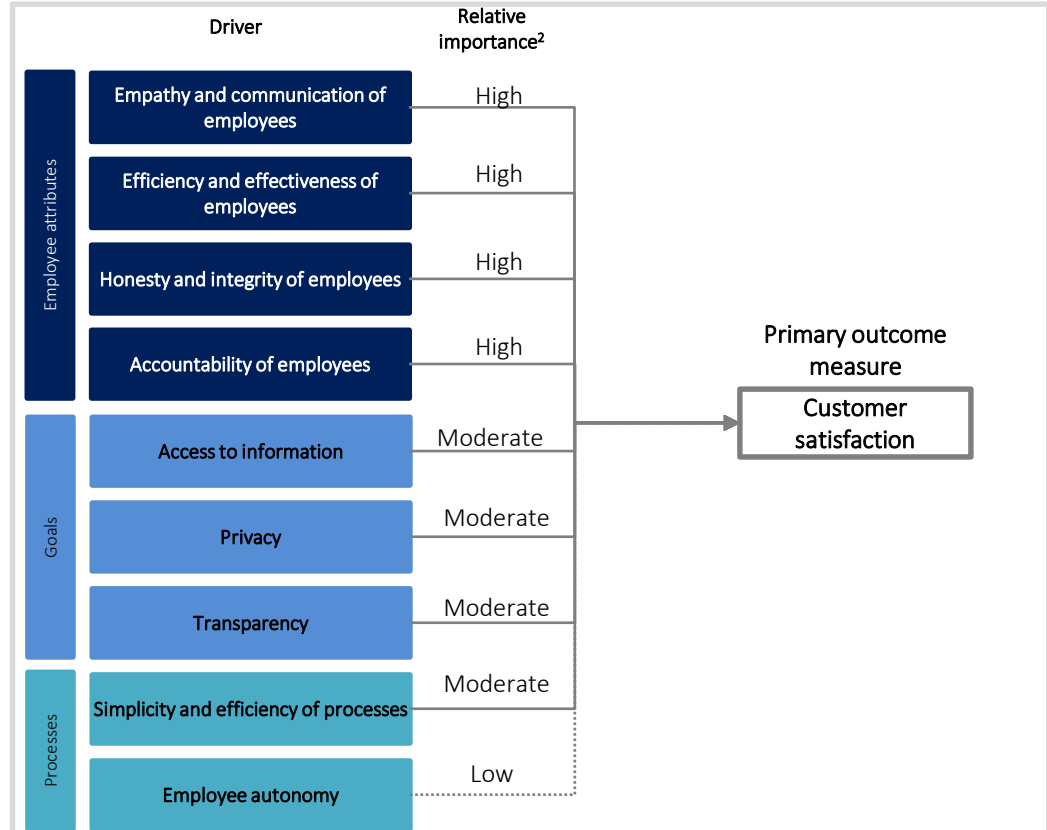 Driver
Relative
importance²
Employee attributes
Empathy and communication of
employees
High
Efficiency and effectiveness of
employees
High
Honesty and integrity of employees
High
Accountability of employees
High
Goals
Access to information
Moderate
Privacy
Moderate
Transparency
Moderate
Processes
Simplicity and efficiency of processes
Moderate
Employee autonomy
Low
Primary outcome
measure
Customer
satisfaction